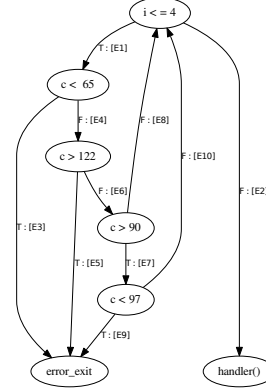 i <= 4
T : [E1]
c < 65
F : [E4]
F : [E8]
c > 122
F : [E10]
F : [E6]
F : [E2]
T : [E3]
c > 90
T : [E5]
T : [E7]
c < 97
T : [E9]
error_exit
handler()